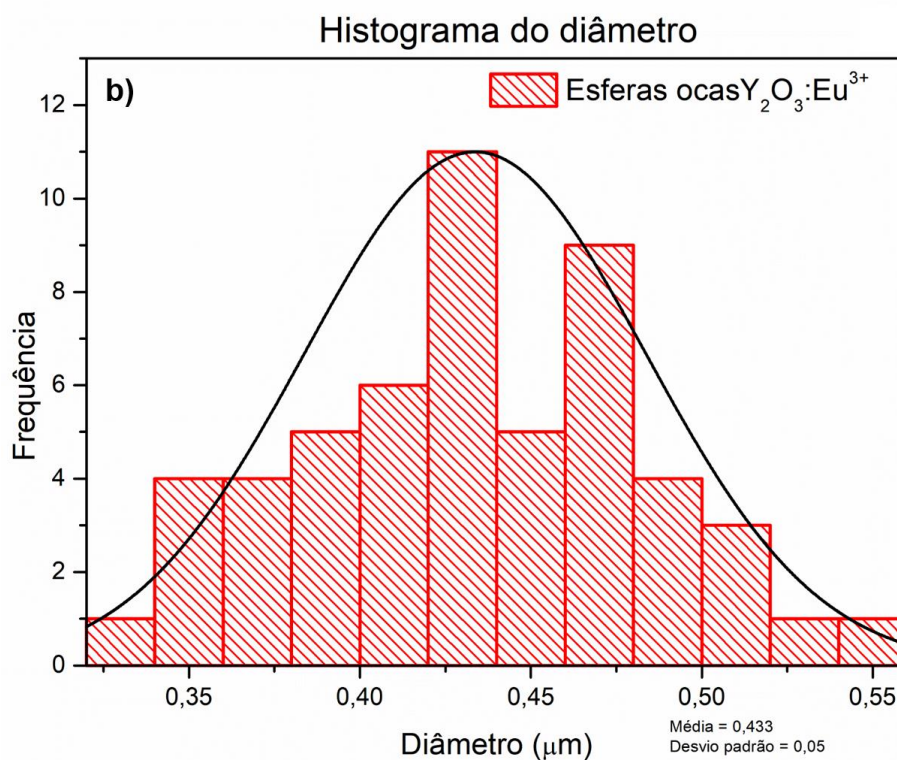 Histograma do diâmetro
b)
Esferas ocasY₂O₃:Eu³⁺
12
10
8
6
4
2
0
Frequência
0,35
0,40
0,45
0,50
0,55
Diâmetro (μm)
Média = 0,433
Desvio padrão = 0,05